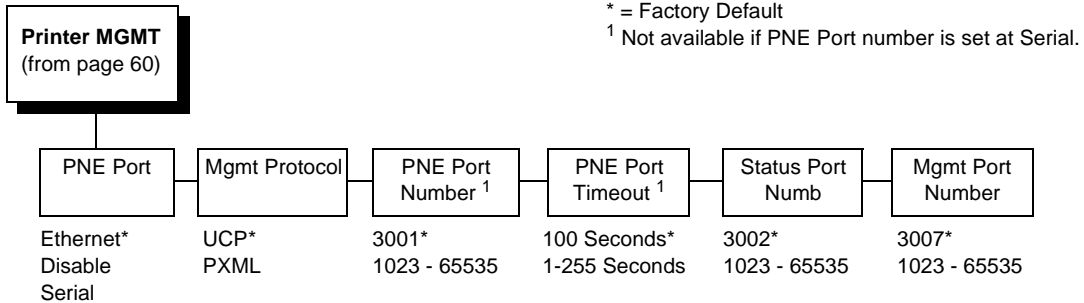 * = Factory Default
1 Not available if PNE Port number is set at Serial.
Printer MGMT
(from page 60)
PNE Port
Mgmt Protocol
PNE Port
Number 1
PNE Port
Timeout 1
Status Port
Numb
Mgmt Port
Number
Ethernet*
Disable
Serial
UCP*
PXML
3001*
1023 - 65535
100 Seconds*
1-255 Seconds
3002*
1023 - 65535
3007*
1023 - 65535